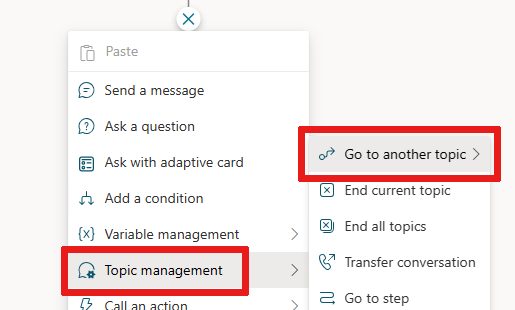 Paste
Send a message
Ask a question
Ask with adaptive card
Add a condition
Variable management
Topic management
Call an action
Go to another topic
End current topic
End all topics
Transfer conversation
Go to step